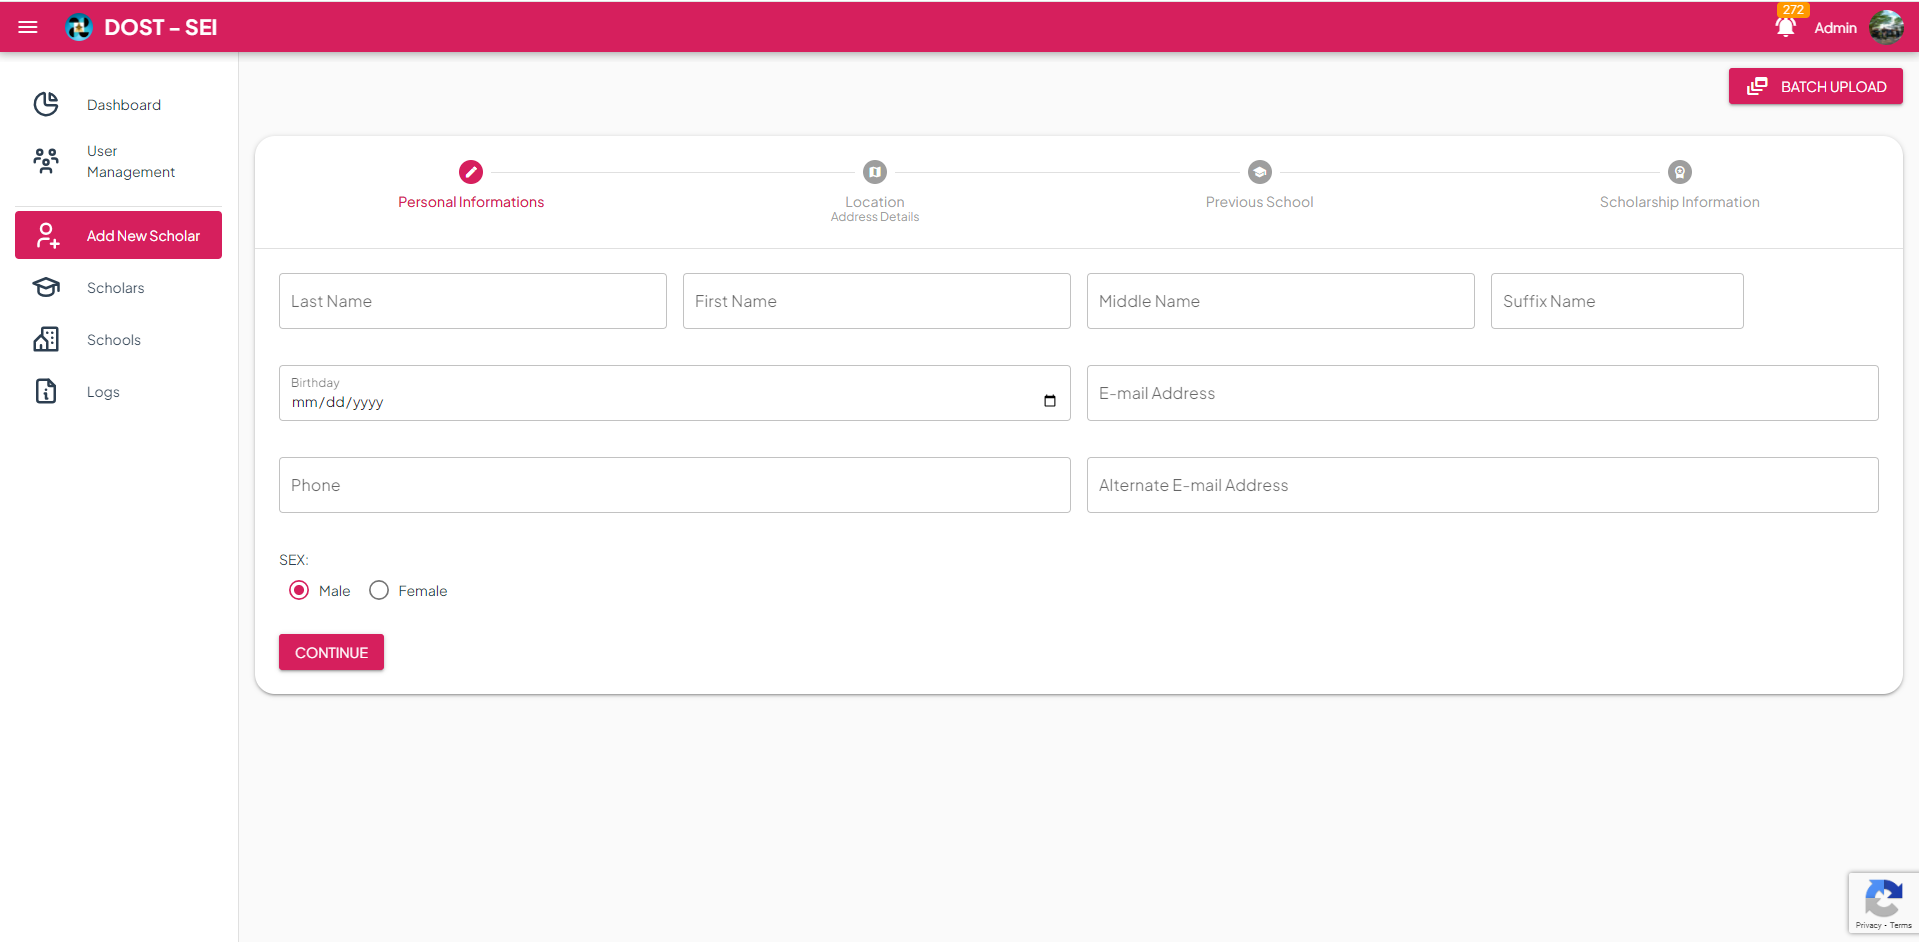 DOST - SEI
272
Admin
Dashboard
User
Management
Add New Scholar
Scholars
Schools
Logs
BATCH UPLOAD
Personal Informations
Location
Address Details
Previous School
Scholarship Information
Last Name
First Name
Middle Name
Suffix Name
Birthday
mm/dd/yyyy
E-mail Address
Phone
Alternate E-mail Address
SEX:
Male
Female
CONTINUE
Privacy - Terms